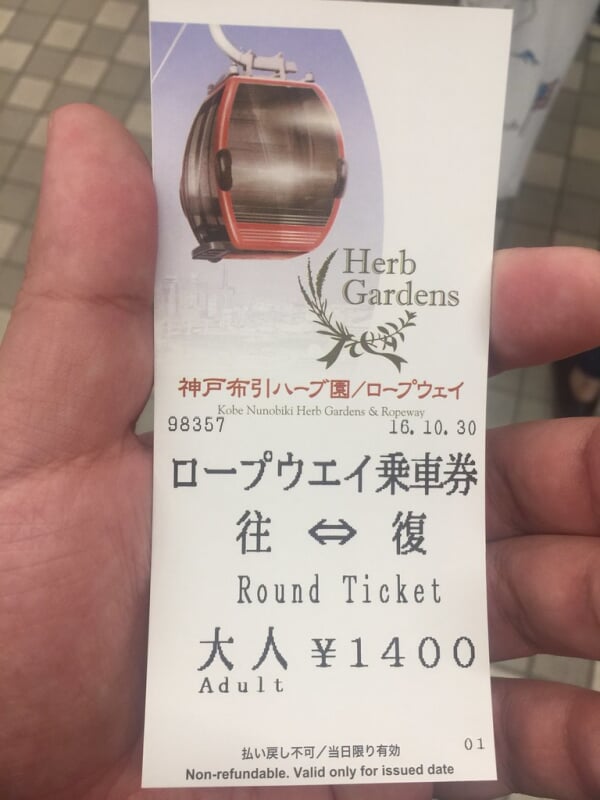 Herb
Gardens
神戸布引ハーブ園/ロープウェイ
Kobe Nunobiki Herb Gardens & Ropeway
98357 16.10.30
ロープウエイ乗車券
往 ⇔ 復
Round Ticket
大人 ¥1400
Adult
払い戻し不可/当日限り有効 01
Non-refundable. Valid only for issued date